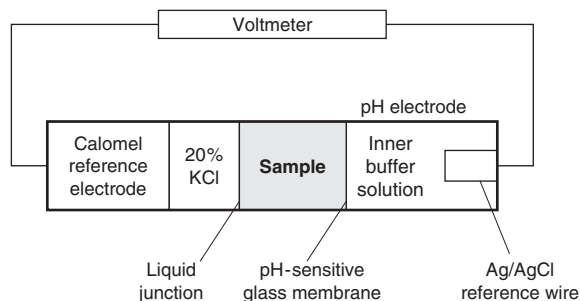 Voltmeter
pH electrode
Calomel
reference
electrode
20%
KCl
Sample
Inner
buffer
solution
Liquid
junction
pH-sensitive
glass membrane
Ag/AgCl
reference wire